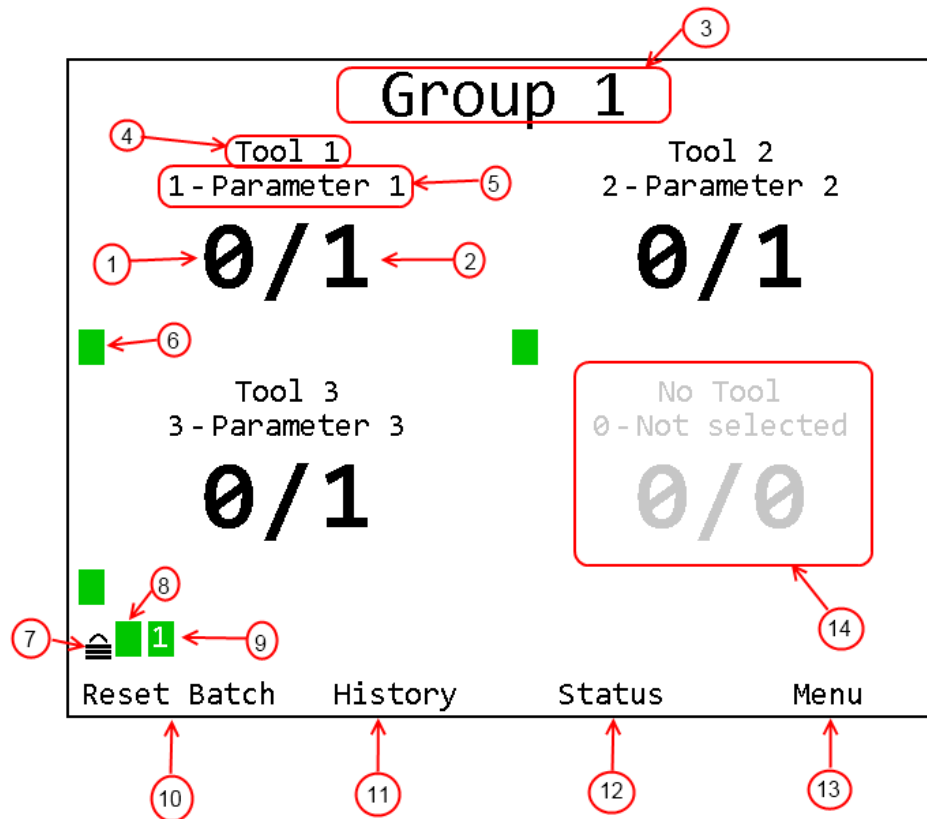 3
Group 1
4
Tool 1
Tool 2
1-Parameter 1
5
2-Parameter 2
1
0/1
2
0/1
6
Tool 3
No Tool
3-Parameter 3
0-Not selected
0/1
0/0
8
7
1
9
14
Reset Batch
History
Status
Menu
10
11
12
13